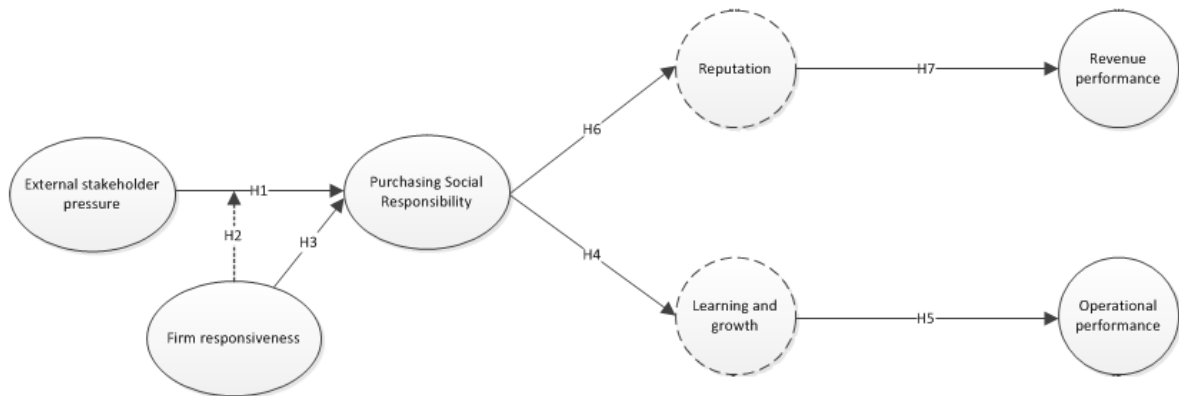 External stakeholder
pressure
H1
H2
H3
Firm responsiveness
Purchasing Social
Responsibility
H6
H4
Reputation
H7
Revenue
performance
Learning and
growth
H5
Operational
performance